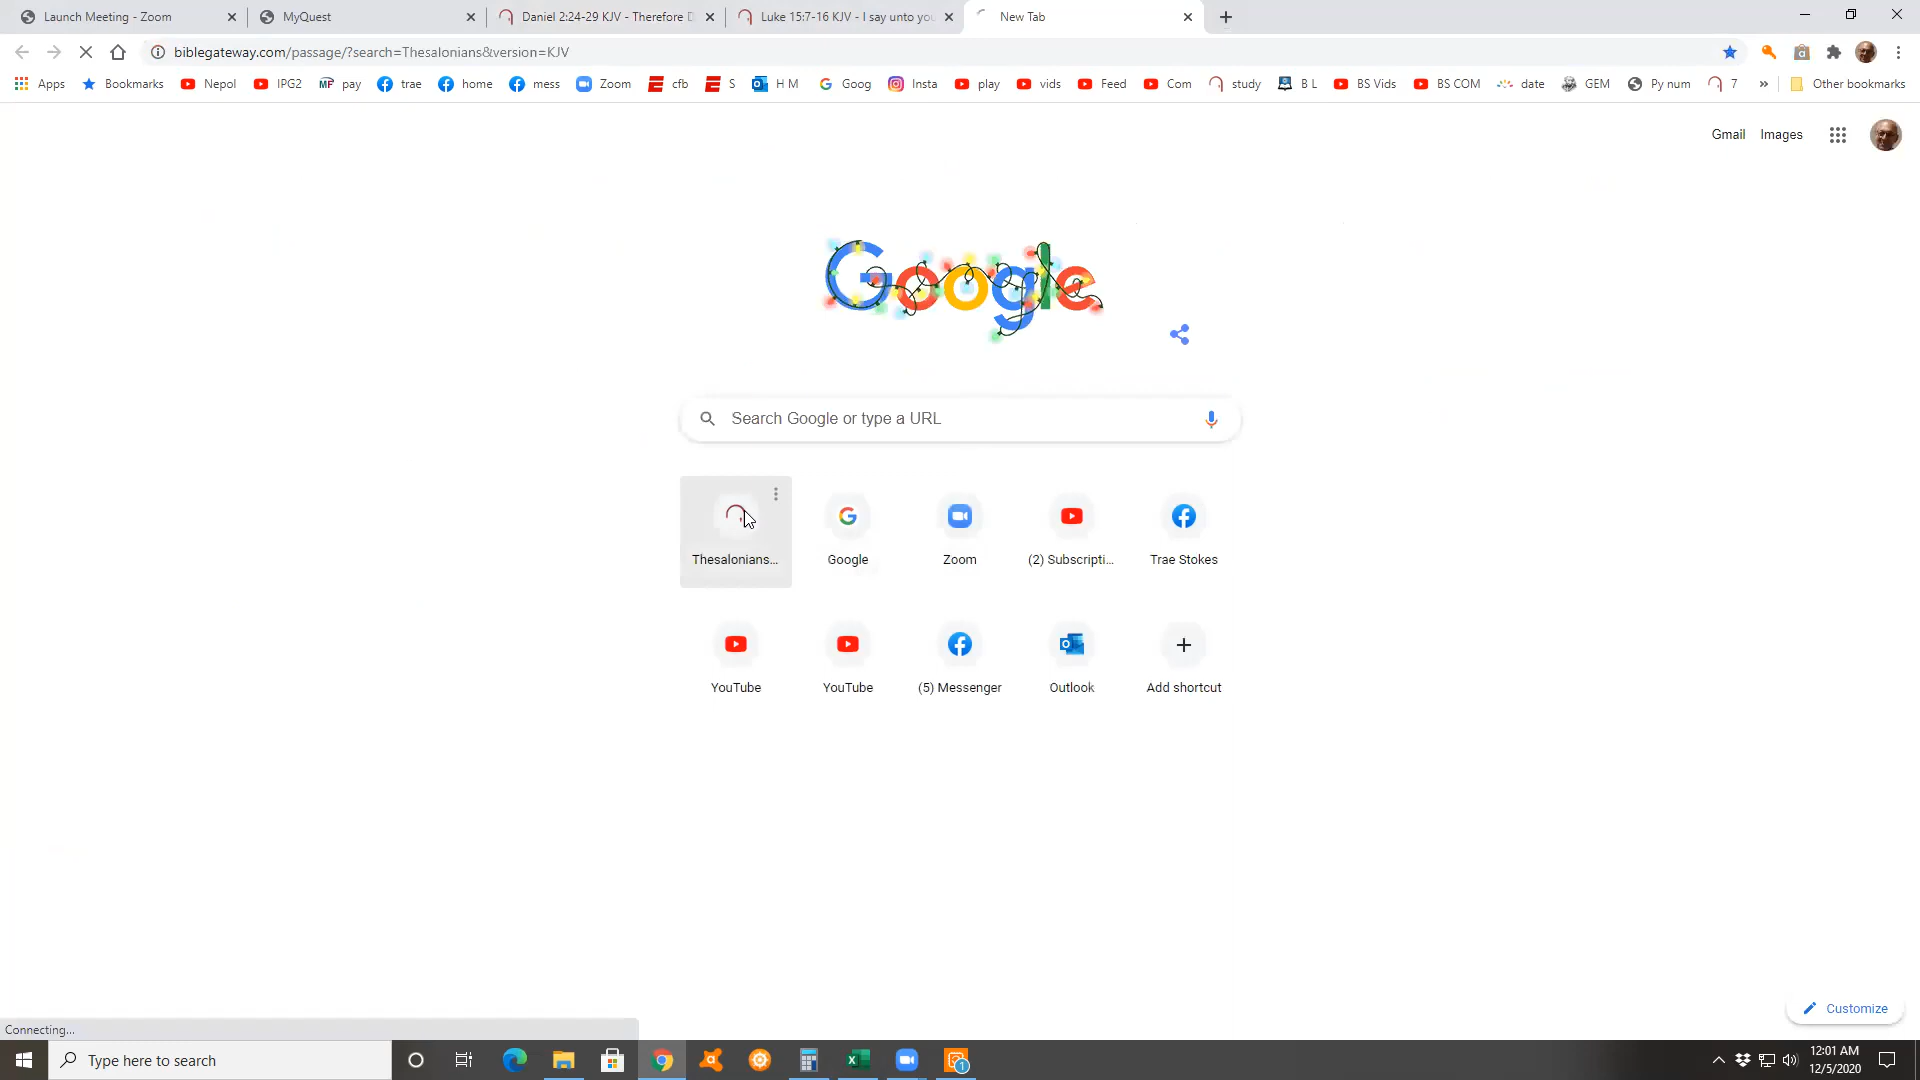 Launch Meeting - Zoom
MyQuest
Daniel 2:24-29 KJV - Therefore D
Luke 15:7-16 KJV - I say unto you
New Tab
biblegateway.com/passage/?search=Thesalonians&version=KJV
Apps Bookmarks Nepol IPG2 MF pay trae home mess Zoom cfb S H M Goog Insta play vids Feed Com study B L BS Vids BS COM date GEM Py num 7 » Other bookmarks
Gmail Images
Google
Search Google or type a URL
Thesalonians... Google Zoom (2) Subscripti... Trae Stokes
YouTube YouTube (5) Messenger Outlook Add shortcut
Customize
Connecting...
Type here to search
1
12:01 AM
12/5/2020